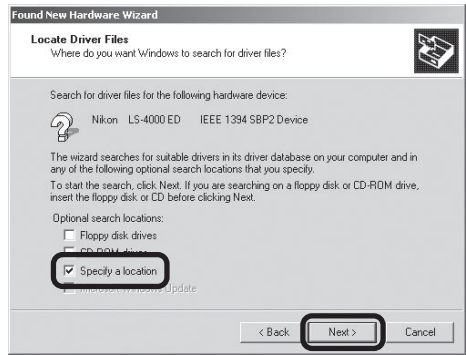 Found New Hardware Wizard
Locate Driver Files
Where do you want Windows to search for driver files?
Search for driver files for the following hardware device:
Nikon LS-4000 ED IEEE 1394 SBP2 Device
The wizard searches for suitable drivers in its driver database on your computer and in
any of the following optional search locations that you specify.
To start the search, click Next. If you are searching on a floppy disk or CD-ROM drive,
insert the floppy disk or CD before clicking Next.
Optional search locations:
Floppy disk drives
CD-ROM drives
Specify a location
Microsoft Windows Update
< Back
Next >
Cancel